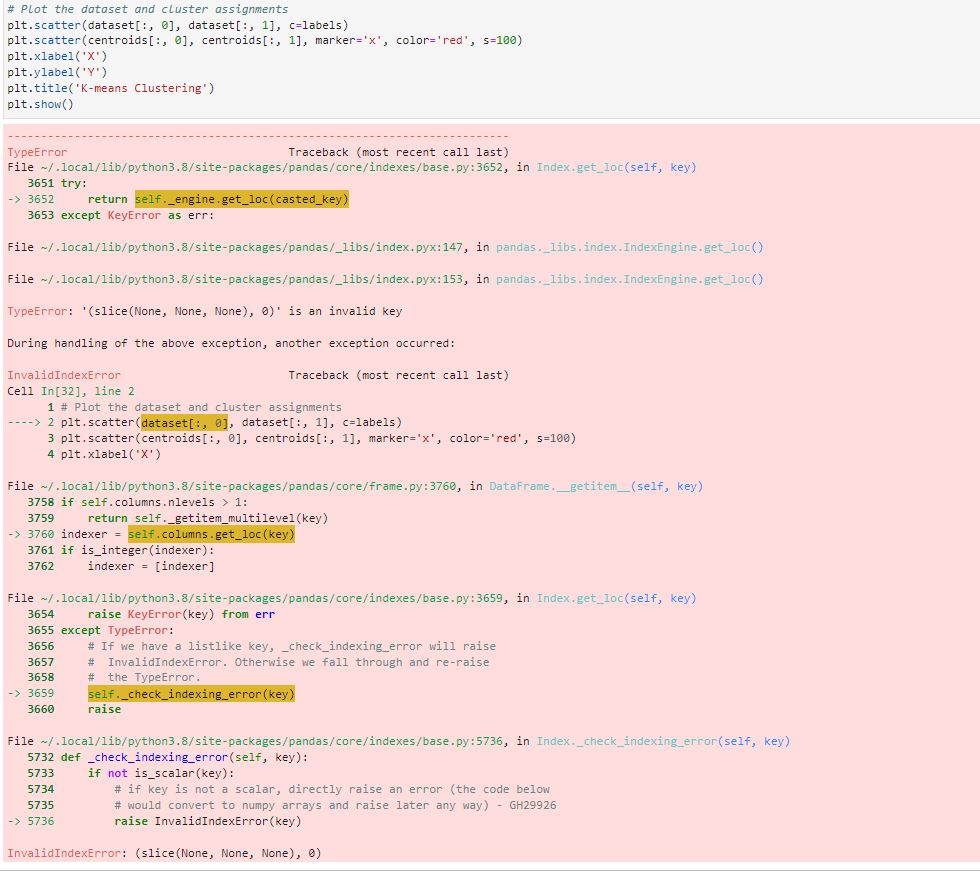 # Plot the dataset and cluster assignments
plt.scatter(dataset[:, 0], dataset[:, 1], c=labels)
plt.scatter(centroids[:, 0], centroids[:, 1], marker='x', color='red', s=100)
plt.xlabel('X')
plt.ylabel('Y')
plt.title('K-means Clustering')
plt.show()
---------------------------------------------------------------------------
TypeError                                 Traceback (most recent call last)
File ~/.local/lib/python3.8/site-packages/pandas/core/indexes/base.py:3652, in Index.get_loc(self, key)
   3651 try:
-> 3652     return self._engine.get_loc(casted_key)
   3653 except KeyError as err:
File ~/.local/lib/python3.8/site-packages/pandas/_libs/index.pyx:147, in pandas._libs.index.IndexEngine.get_loc()
File ~/.local/lib/python3.8/site-packages/pandas/_libs/index.pyx:153, in pandas._libs.index.IndexEngine.get_loc()
TypeError: '(slice(None, None, None), 0)' is an invalid key
During handling of the above exception, another exception occurred:
InvalidIndexError                         Traceback (most recent call last)
Cell In[32], line 2
      1 # Plot the dataset and cluster assignments
----> 2 plt.scatter(dataset[:, 0], dataset[:, 1], c=labels)
      3 plt.scatter(centroids[:, 0], centroids[:, 1], marker='x', color='red', s=100)
      4 plt.xlabel('X')
File ~/.local/lib/python3.8/site-packages/pandas/core/frame.py:3760, in DataFrame.__getitem__(self, key)
   3758 if self.columns.nlevels > 1:
   3759     return self._getitem_multilevel(key)
-> 3760 indexer = self.columns.get_loc(key)
   3761 if is_integer(indexer):
   3762     indexer = [indexer]
File ~/.local/lib/python3.8/site-packages/pandas/core/indexes/base.py:3659, in Index.get_loc(self, key)
   3654     raise KeyError(key) from err
   3655 except TypeError:
   3656     # If we have a listlike key, _check_indexing_error will raise
   3657     #  InvalidIndexError. Otherwise we fall through and re-raise
   3658     #  the TypeError.
-> 3659     self._check_indexing_error(key)
   3660     raise
File ~/.local/lib/python3.8/site-packages/pandas/core/indexes/base.py:5736, in Index._check_indexing_error(self, key)
   5732 def _check_indexing_error(self, key):
   5733     if not is_scalar(key):
   5734         # if key is not a scalar, directly raise an error (the code below
   5735         # would convert to numpy arrays and raise later any way) - GH29926
-> 5736         raise InvalidIndexError(key)
InvalidIndexError: (slice(None, None, None), 0)